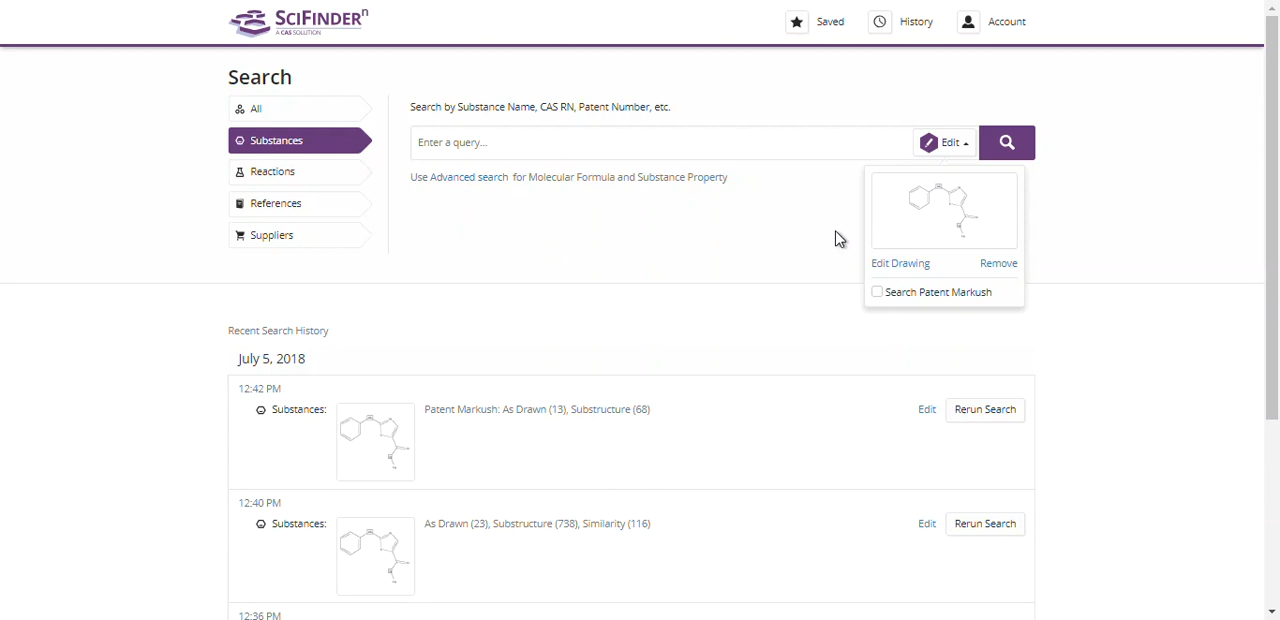 SCIFINDERn
A CAS SOLUTION
Saved
History
Account
Search
All
Substances
Reactions
References
Suppliers
Search by Substance Name, CAS RN, Patent Number, etc.
Enter a query...
Edit
Use Advanced search for Molecular Formula and Substance Property
Edit Drawing
Remove
Search Patent Markush
Recent Search History
July 5, 2018
12:42 PM
Substances:
Patent Markush: As Drawn (13), Substructure (68)
Edit
Rerun Search
12:40 PM
Substances:
As Drawn (23), Substructure (738), Similarity (116)
Edit
Rerun Search
12:36 PM